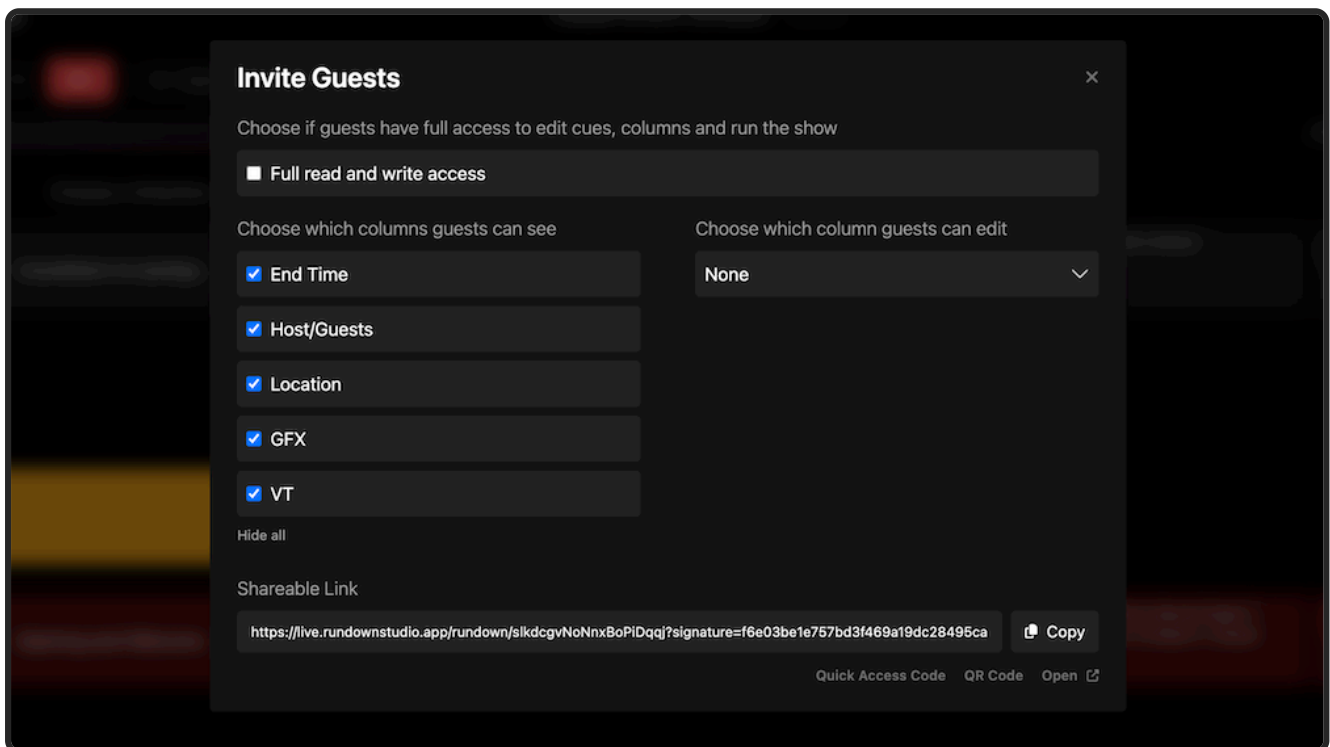 Invite Guests
Choose if guests have full access to edit cues, columns and run the show
Full read and write access
Choose which columns guests can see
End Time
Host/Guests
Location
GFX
VT
Hide all
Choose which column guests can edit
None
Shareable Link
https://live.rundownstudio.app/rundown/slkdcgvNoNnxBoPiDqqj?signature=f6e03be1e757bd3f469a19dc28495ca
Copy
Quick Access Code QR Code Open